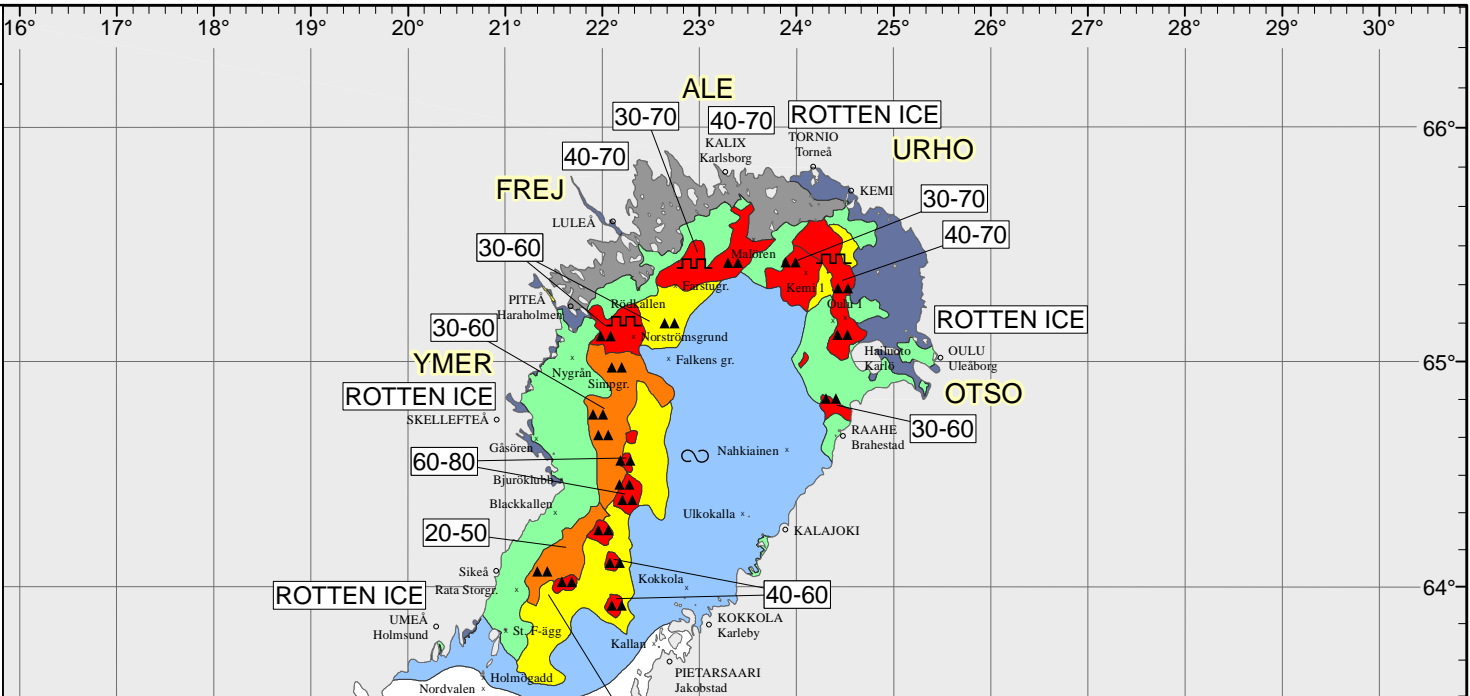 16° 17° 18° 20° 21° 22° 23° 24° 25° 26° 27° 28° 30°
ALE
30-70
40-70
KALIX
Karlsborg
ROTTEN ICE
TORNIO
Torneå
66°
URHO
40-70
FREJ
KEMI
30-70
LULEÅ
40-70
30-60
Malören
Farstugr.
Kemi 1
PITEÅ
Haraholmen
Rödkallen
Oulu 1
ROTTEN ICE
30-60
Norströmsgrund
Hailuoto
Karlö
OULU
Uleåborg
YMER
Falkens gr.
65°
Nygrån
Simpgr.
OTSO
ROTTEN ICE
SKELLEFTEÅ
30-60
RAAHE
Brahestad
Gåsören
Nahkiainen
60-80
Bjuröklubb
Blackkallen
Ulkokalla
KALAJOKI
20-50
Sikeå
Rata Storgr.
Kokkola
64°
ROTTEN ICE
40-60
UMEÅ
Holmsund
St. F-ägg
KOKKOLA
Karleby
Kallan
PIETARSAARI
Jakobstad
Holmögadd
Nordvalen